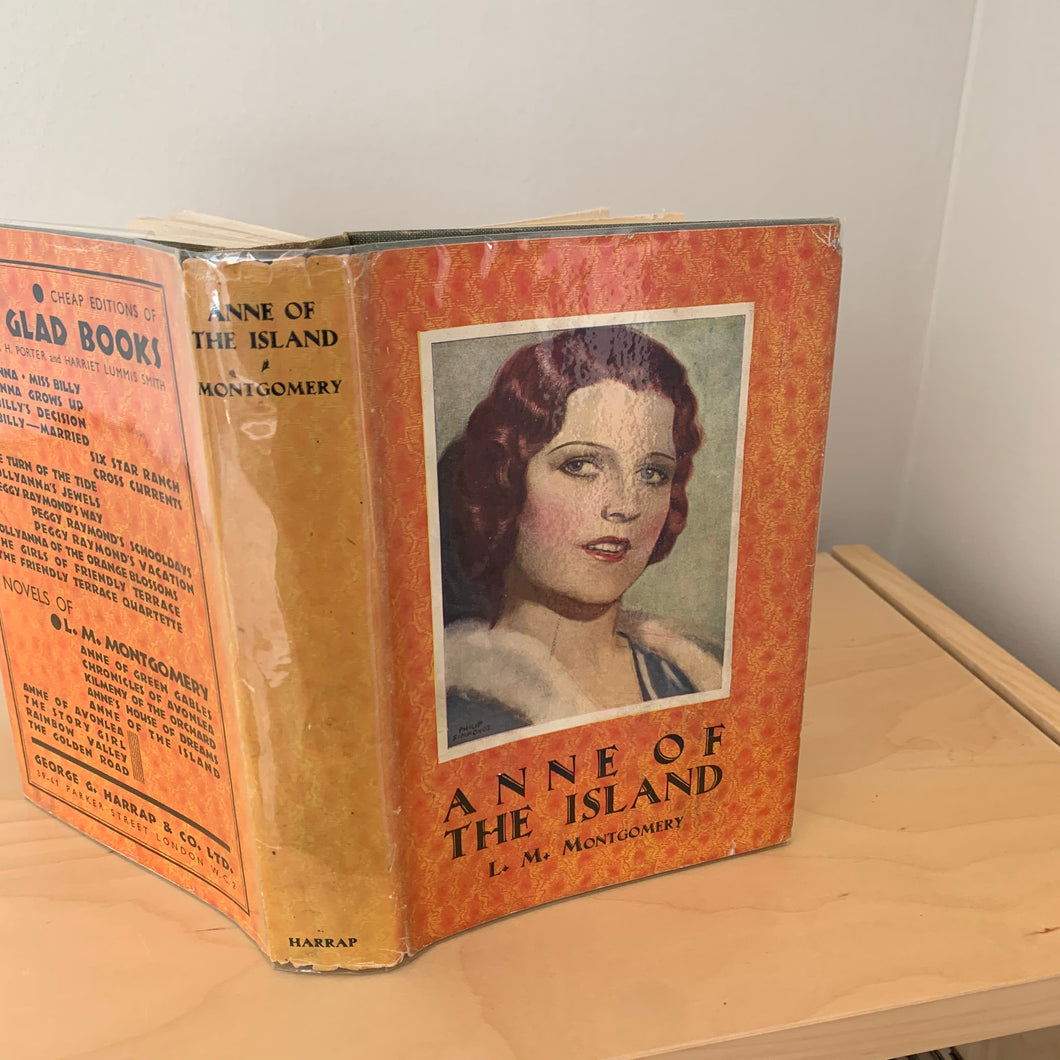 CHEAP EDITIONS OF
GLAD BOOKS
H. PORTER and HARRIET LUMMIS SMITH
MISS BILLY
GROWS UP
BILLY'S DECISION
BILLY—MARRIED
SIX STAR RANCH
CROSS CURRENTS
TURN OF THE TIDE
JEWELS
PEGGY RAYMOND'S WAY
PEGGY RAYMOND'S SCHOOLDAYS
PEGGY RAYMOND'S VACATION
OF THE ORANGE BLOSSOMS
THE GIRLS OF FRIENDLY TERRACE
THE FRIENDLY TERRACE QUARTETTE
NOVELS OF
L. M. MONTGOMERY
ANNE OF GREEN GABLES
CHRONICLES OF AVONLEA
KILMENY OF THE ORCHARD
ANNE'S HOUSE OF DREAMS
ANNE OF THE ISLAND
ANNE OF AVONLEA
THE STORY GIRL
RAINBOW VALLEY
THE GOLDEN ROAD
GEORGE G. HARRAP & CO. LTD.
39-41 PARKER STREET LONDON W.C.2
ANNE OF
THE ISLAND
MONTGOMERY
HARRAP
PHILIP
SIMMONDS
ANNE OF
THE ISLAND
L. M. MONTGOMERY